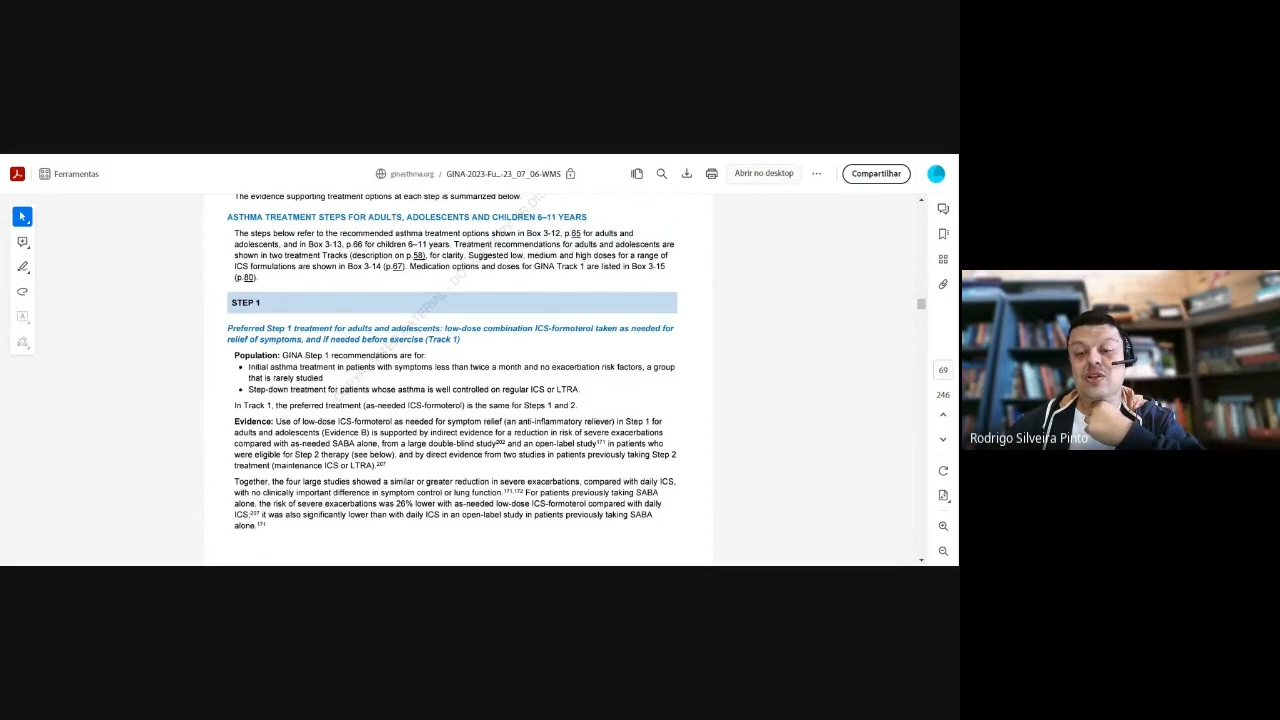 Ferramentas
ginasthma.org / GINA-2023-Fu...-23_07_06-WMS
Abrir no desktop
Compartilhar
The evidence supporting treatment options at each step is summarized below.
ASTHMA TREATMENT STEPS FOR ADULTS, ADOLESCENTS AND CHILDREN 6–11 YEARS
The steps below refer to the recommended asthma treatment options shown in Box 3-12, p.65 for adults and
adolescents, and in Box 3-13, p.66 for children 6–11 years. Treatment recommendations for adults and adolescents are
shown in two treatment Tracks (description on p.58), for clarity. Suggested low, medium and high doses for a range of
ICS formulations are shown in Box 3-14 (p.67). Medication options and doses for GINA Track 1 are listed in Box 3-15
(p.80).
STEP 1
Preferred Step 1 treatment for adults and adolescents: low-dose combination ICS-formoterol taken as needed for
relief of symptoms, and if needed before exercise (Track 1)
Population: GINA Step 1 recommendations are for:
• Initial asthma treatment in patients with symptoms less than twice a month and no exacerbation risk factors, a group
that is rarely studied
• Step-down treatment for patients whose asthma is well controlled on regular ICS or LTRA.
In Track 1, the preferred treatment (as-needed ICS-formoterol) is the same for Steps 1 and 2.
Evidence: Use of low-dose ICS-formoterol as needed for symptom relief (an anti-inflammatory reliever) in Step 1 for
adults and adolescents (Evidence B) is supported by indirect evidence for a reduction in risk of severe exacerbations
compared with as-needed SABA alone, from a large double-blind study202 and an open-label study171 in patients who
were eligible for Step 2 therapy (see below), and by direct evidence from two studies in patients previously taking Step 2
treatment (maintenance ICS or LTRA).207
Together, the four large studies showed a similar or greater reduction in severe exacerbations, compared with daily ICS,
with no clinically important difference in symptom control or lung function.171,172 For patients previously taking SABA
alone, the risk of severe exacerbations was 26% lower with as-needed low-dose ICS-formoterol compared with daily
ICS;207 it was also significantly lower than with daily ICS in an open-label study in patients previously taking SABA
alone.171
69
246
Rodrigo Silveira Pinto